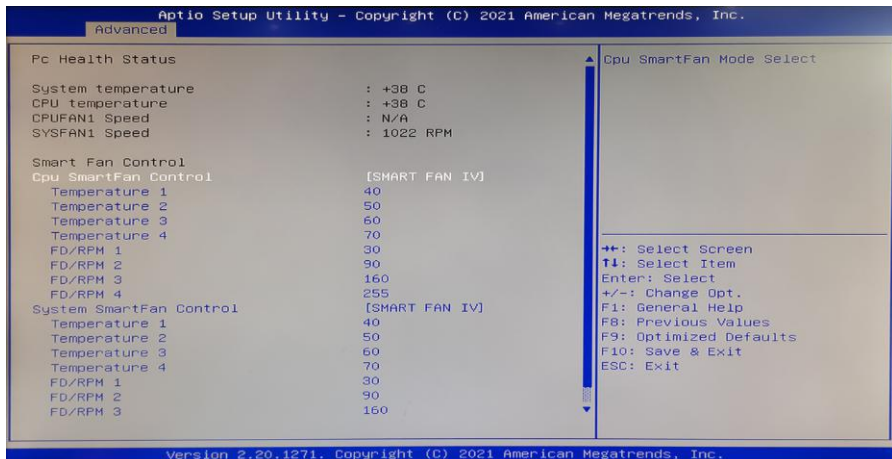 Aptio Setup Utility – Copyright (C) 2021 American Megatrends, Inc.
Advanced
Pc Health Status
System temperature : +38 C
CPU temperature : +38 C
CPUFAN1 Speed : N/A
SYSFAN1 Speed : 1022 RPM
Smart Fan Control
Cpu SmartFan Control [SMART FAN IV]
Temperature 1 40
Temperature 2 50
Temperature 3 60
Temperature 4 70
FD/RPM 1 30
FD/RPM 2 90
FD/RPM 3 160
FD/RPM 4 255
System SmartFan Control [SMART FAN IV]
Temperature 1 40
Temperature 2 50
Temperature 3 60
Temperature 4 70
FD/RPM 1 30
FD/RPM 2 90
FD/RPM 3 160
Cpu SmartFan Mode Select
→←: Select Screen
↑↓: Select Item
Enter: Select
+/-: Change Opt.
F1: General Help
F8: Previous Values
F9: Optimized Defaults
F10: Save & Exit
ESC: Exit
Version 2.20.1271. Copyright (C) 2021 American Megatrends, Inc.